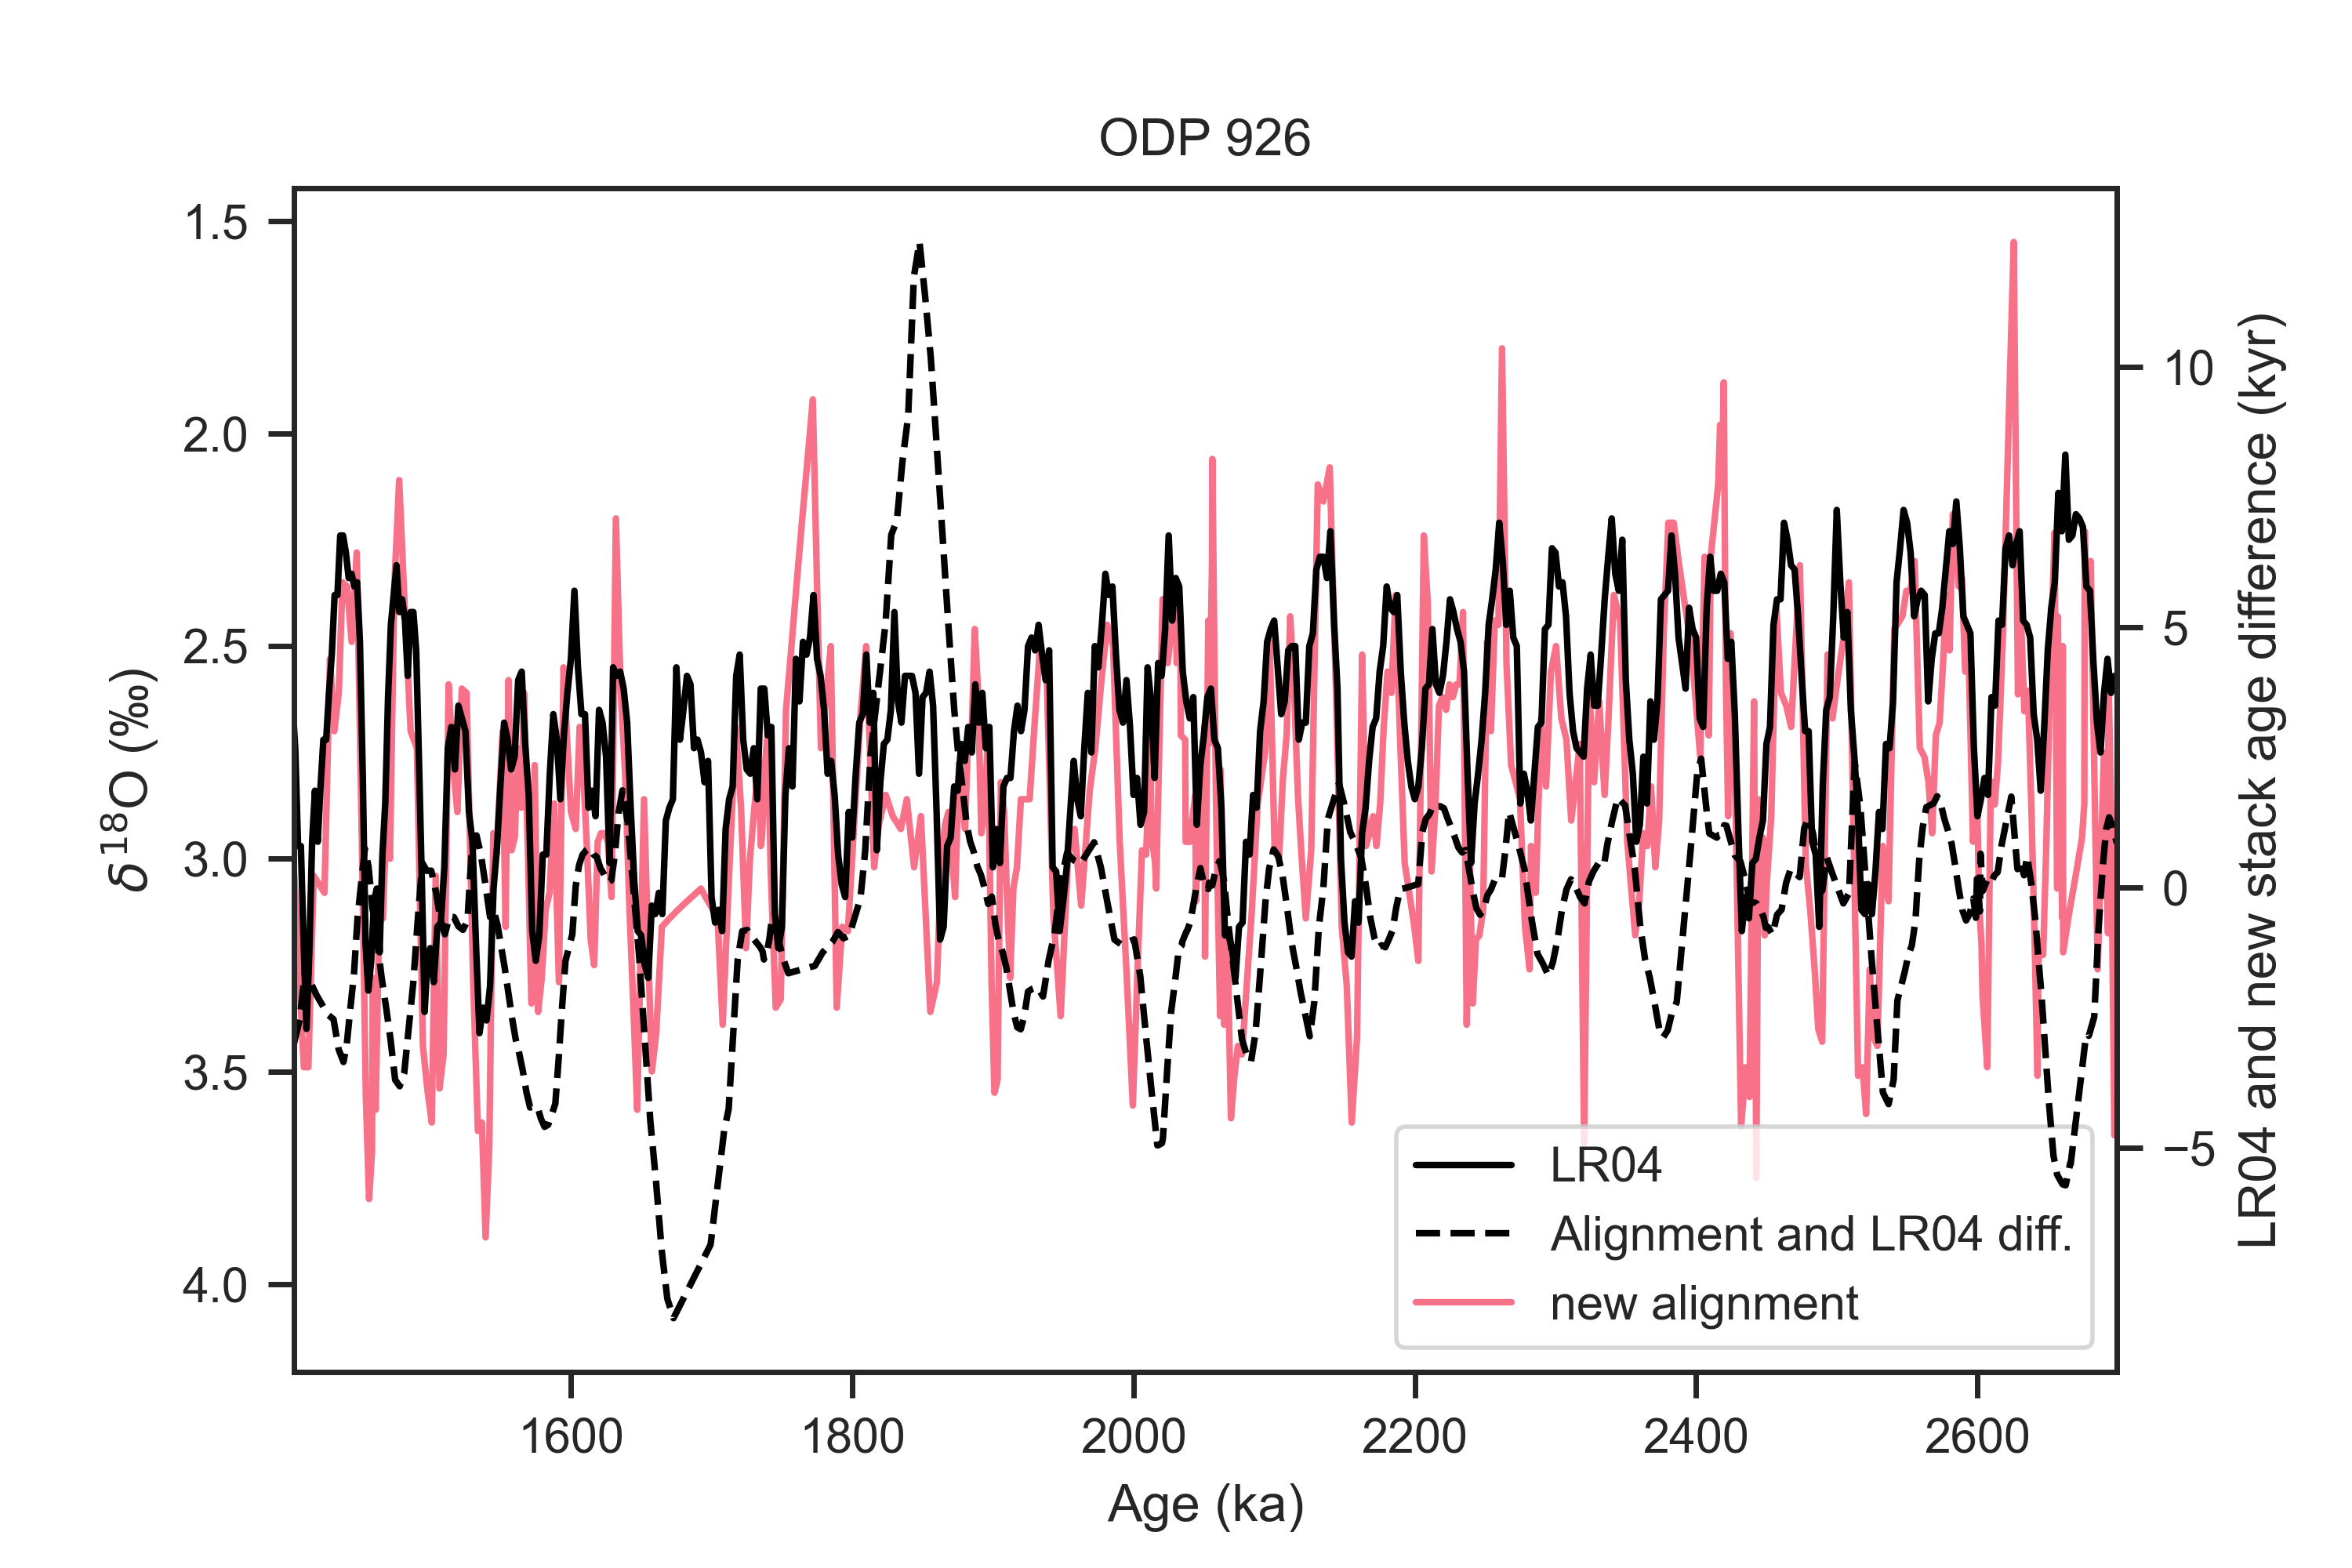 ODP 926
1.5
2.0
2.5
3.0
3.5
4.0
δ¹⁸O (‰)
10
5
0
−5
LR04 and new stack age difference (kyr)
LR04
Alignment and LR04 diff.
new alignment
1600 1800 2000 2200 2400 2600
Age (ka)